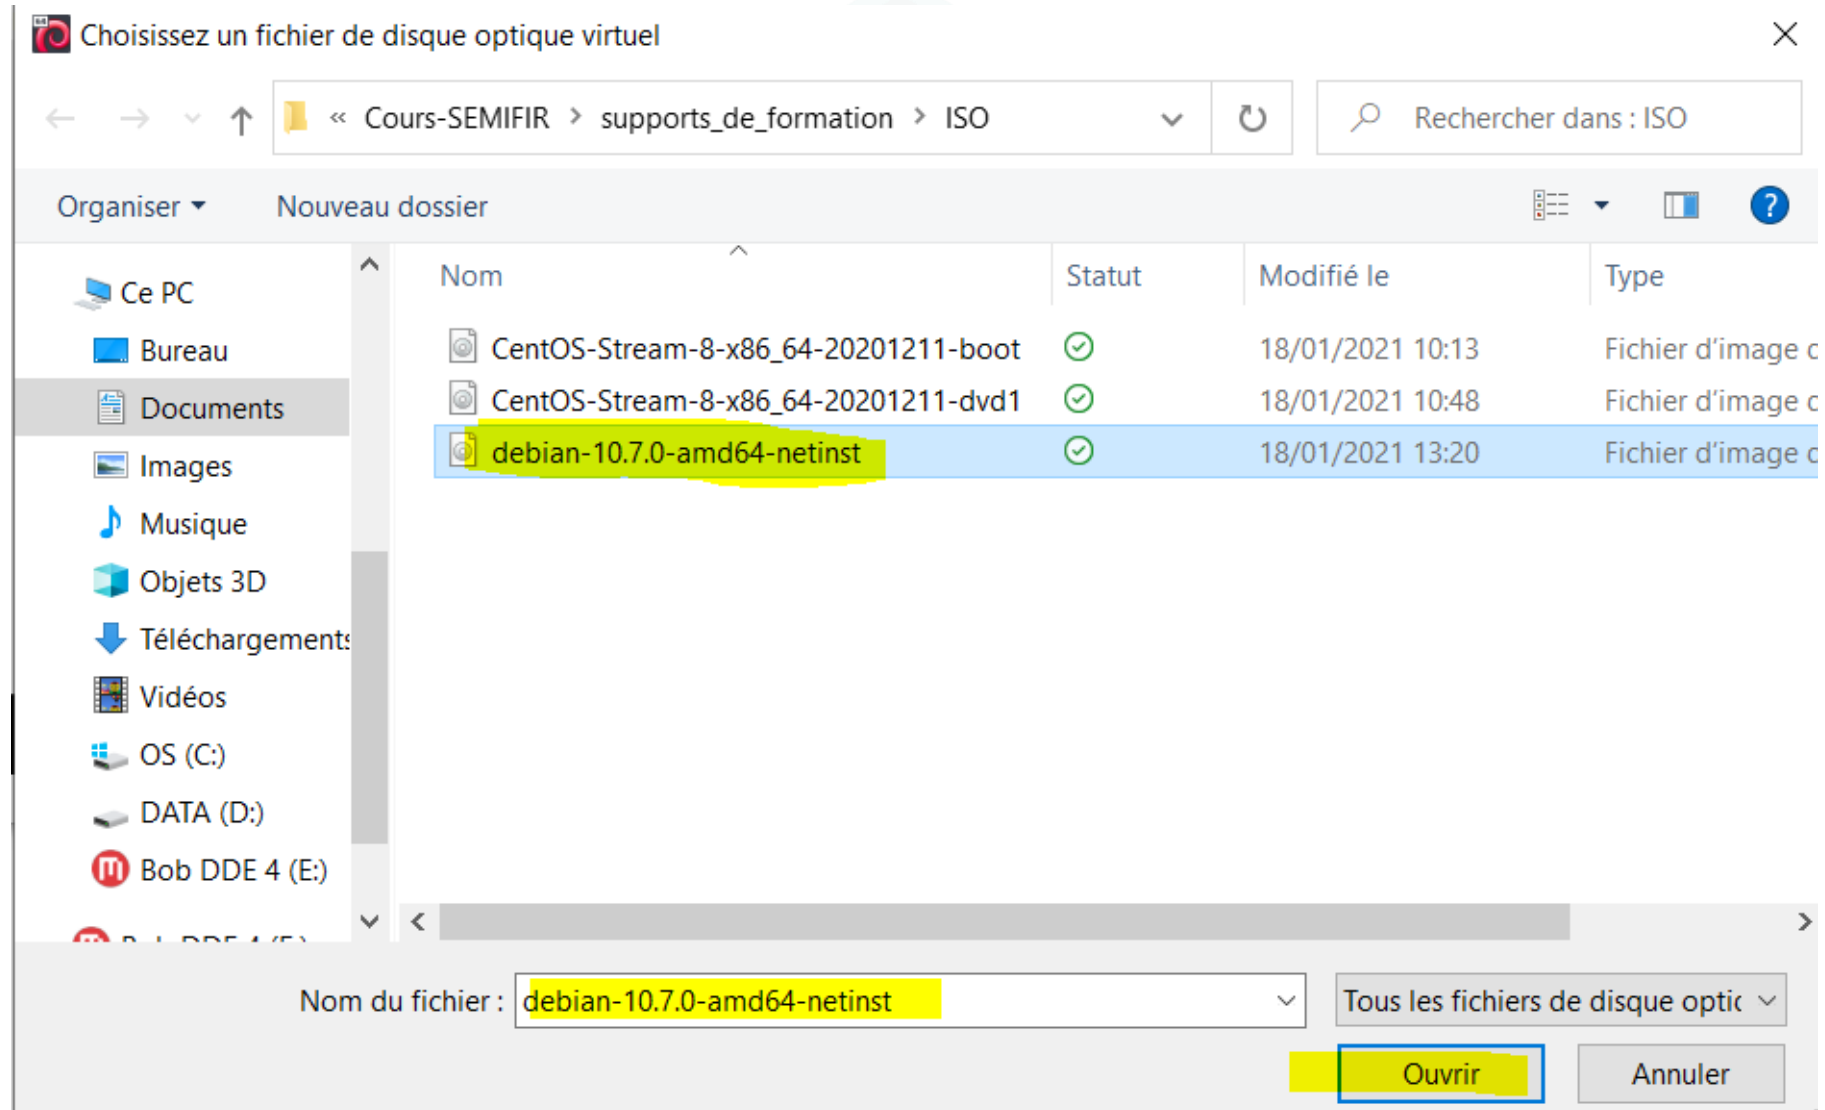 64
Choisissez un fichier de disque optique virtuel
« Cours-SEMIFIR > supports_de_formation > ISO
Rechercher dans : ISO
Organiser
Nouveau dossier
?
Nom
Statut
Modifié le
Type
Ce PC
Bureau
Documents
Images
Musique
Objets 3D
Téléchargements
Vidéos
OS (C:)
DATA (D:)
Bob DDE 4 (E:)
CentOS-Stream-8-x86_64-20201211-boot
18/01/2021 10:13
Fichier d’image
CentOS-Stream-8-x86_64-20201211-dvd1
18/01/2021 10:48
Fichier d’image
debian-10.7.0-amd64-netinst
18/01/2021 13:20
Fichier d’image
Nom du fichier :
debian-10.7.0-amd64-netinst
Tous les fichiers de disque optic
Ouvrir
Annuler